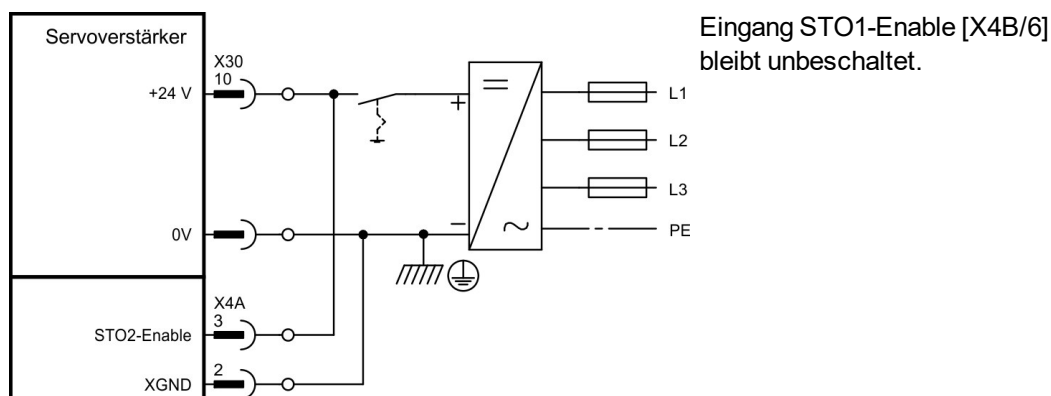 Servoverstärker
X30
10
+24 V
0V
X4A
3
STO2-Enable
2
XGND
+
−
L1
L2
L3
PE
Eingang STO1-Enable [X4B/6]
bleibt unbeschaltet.